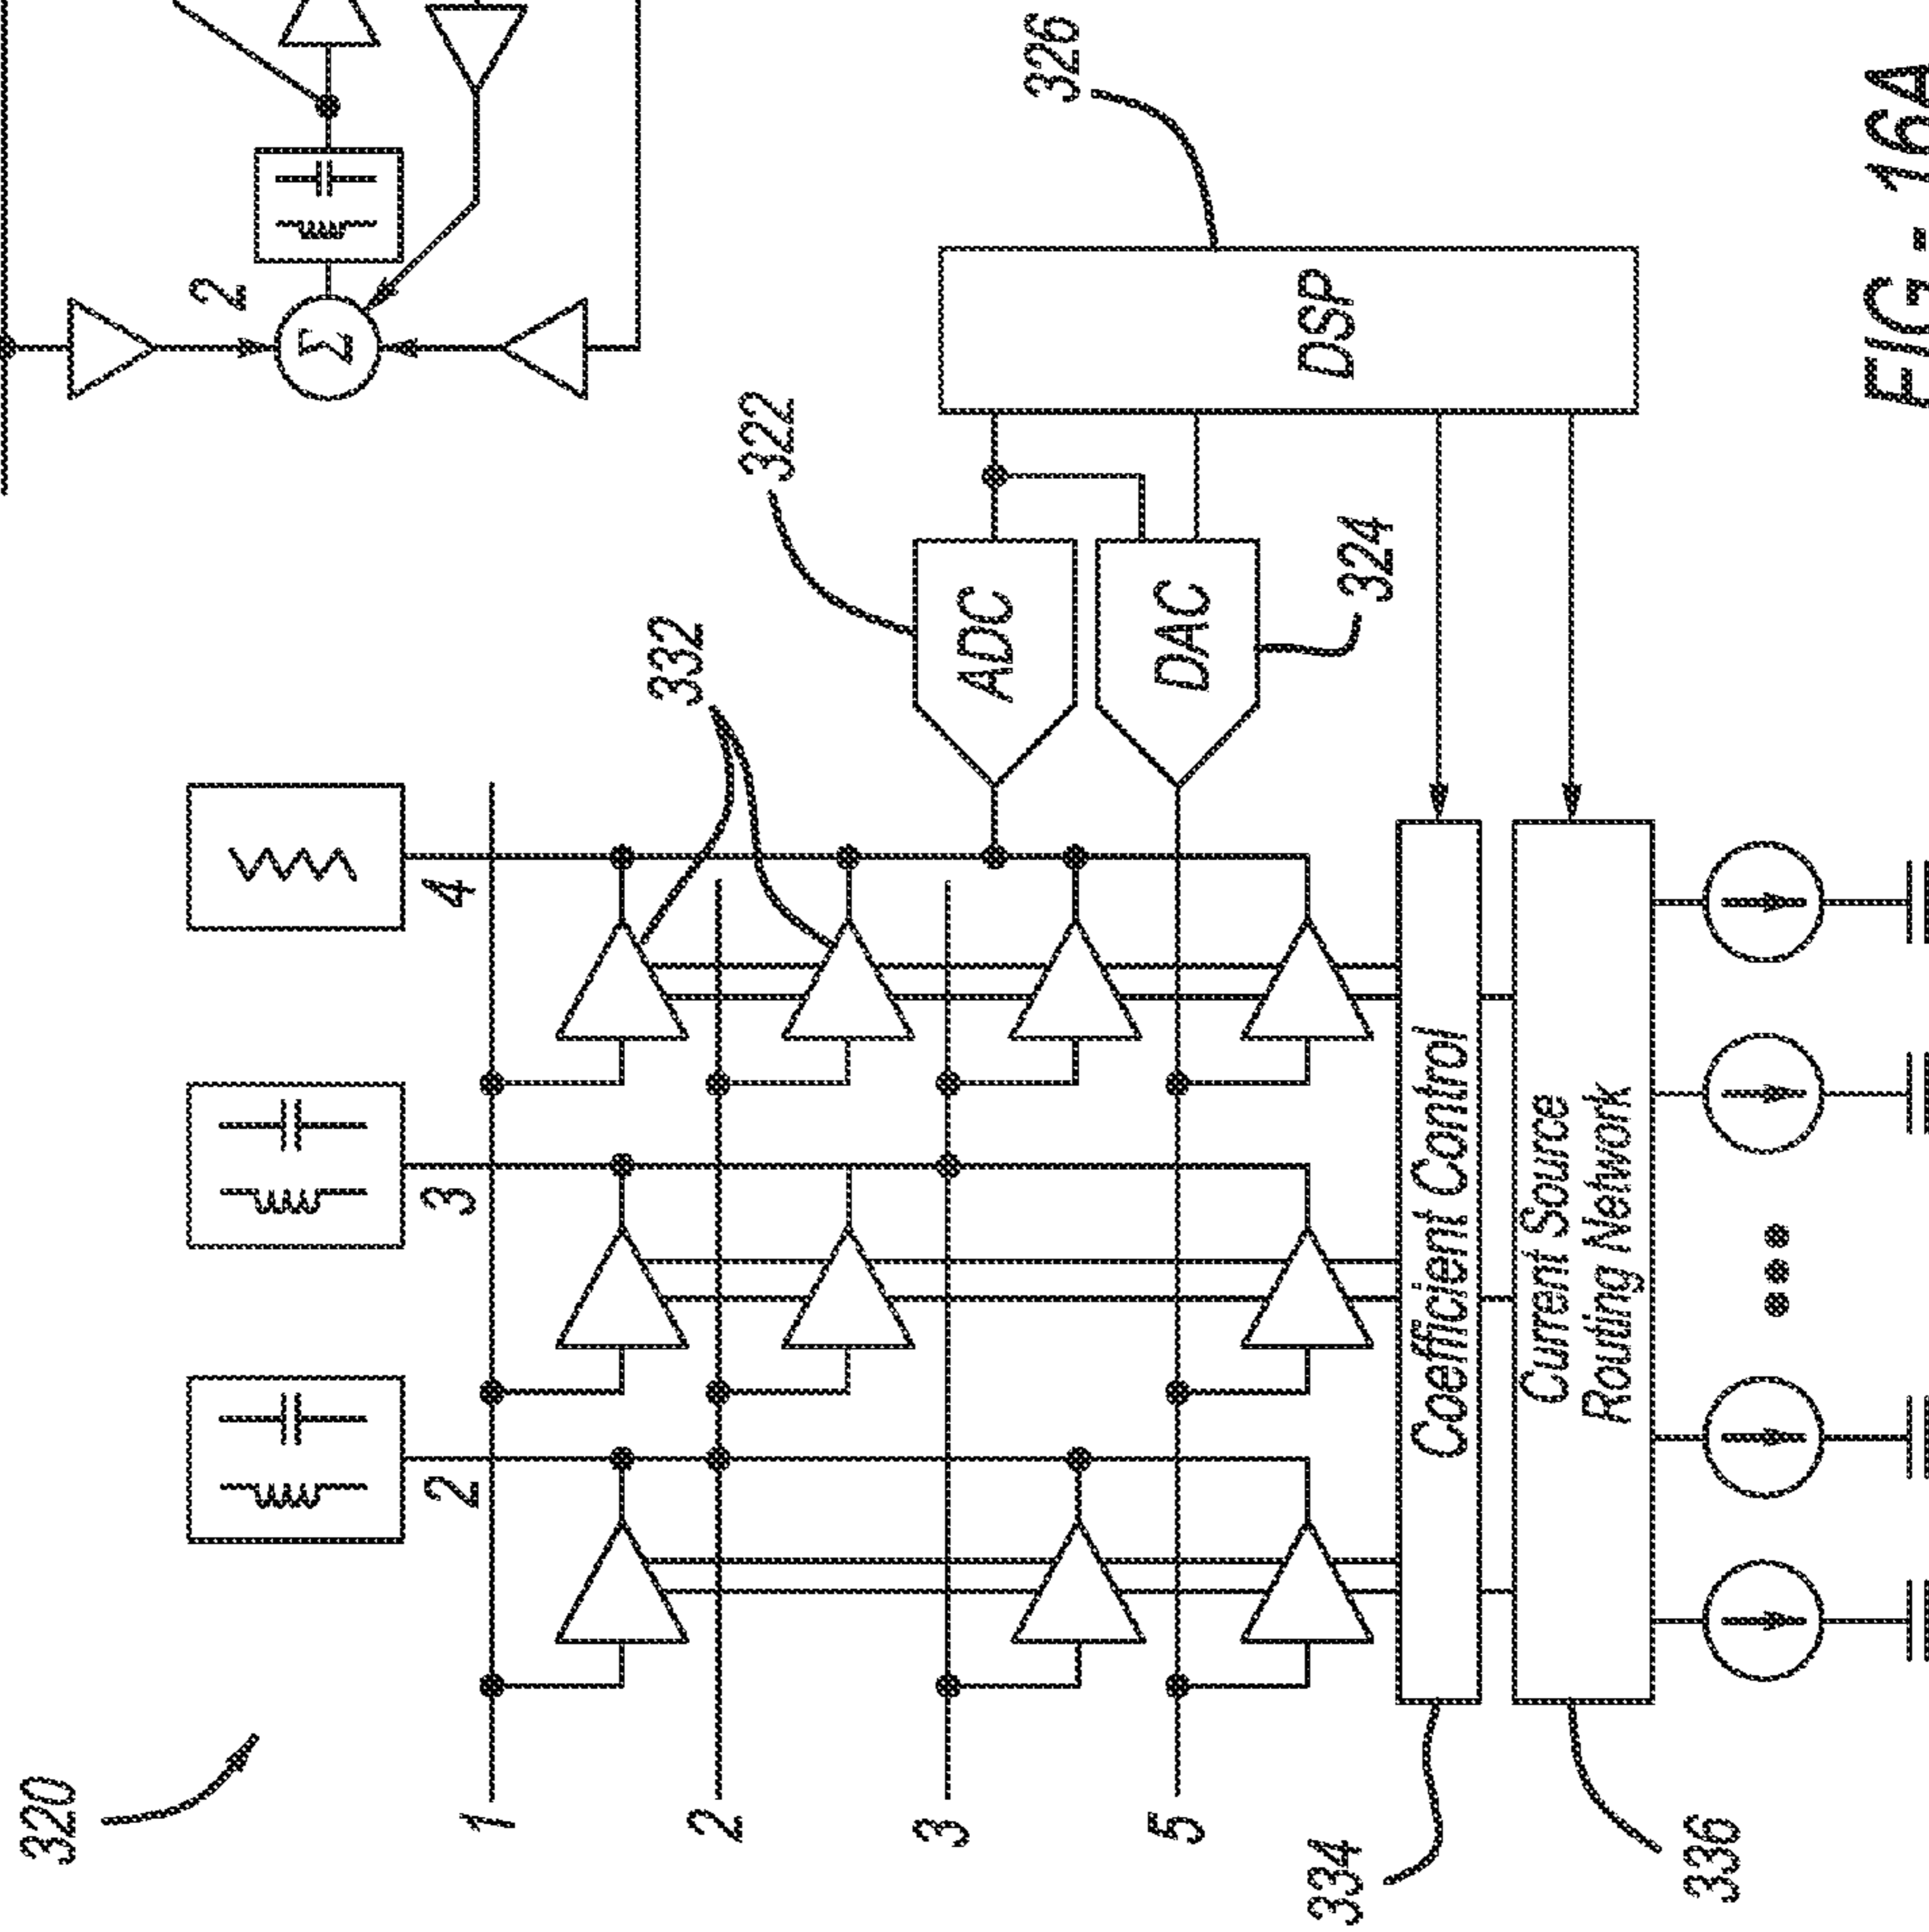 320
2
Σ
326
322
332
4
3
2
ADC
DAC
324
DSP
1
2
3
5
Coefficient Control
Current Source
Routing Network
334
336
FIG - 16A